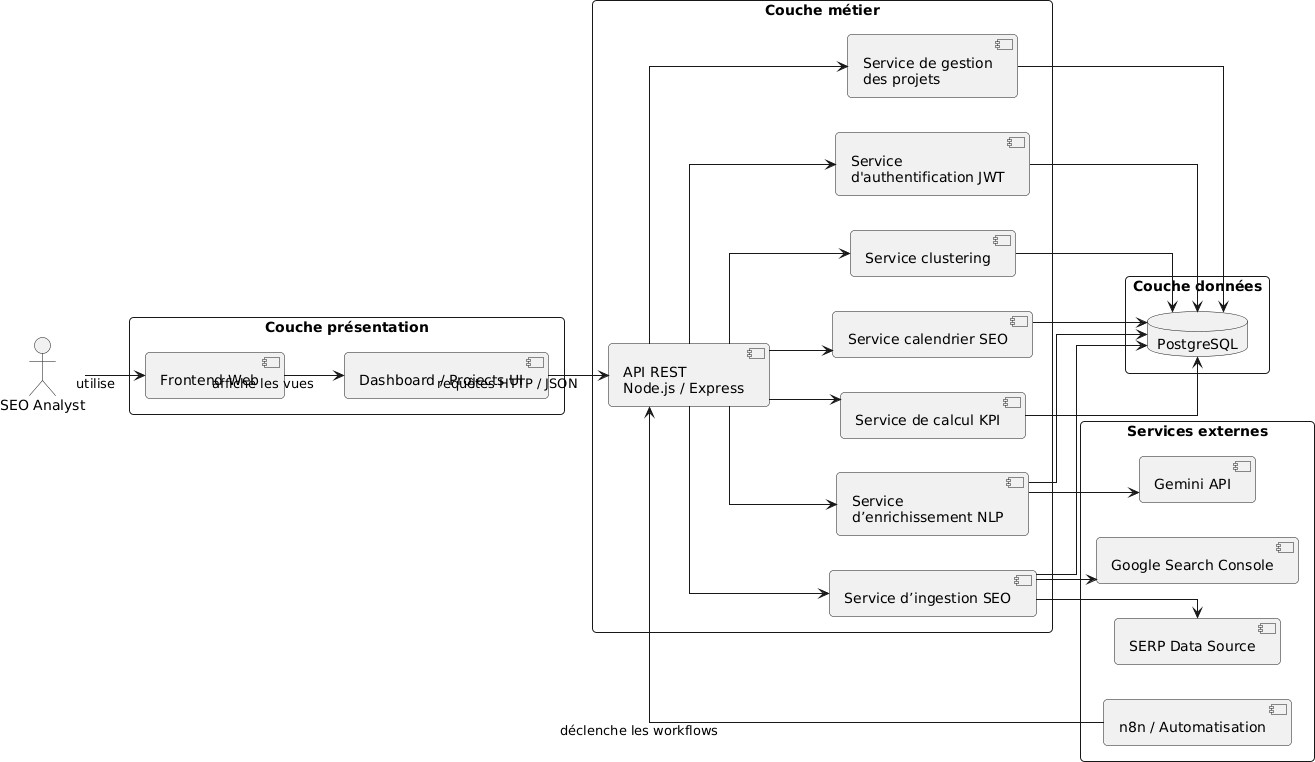 Couche métier
Service de gestion
des projets
Service
d'authentification JWT
Service clustering
Couche données
PostgreSQL
Couche présentation
SEO Analyst
utilise
Frontend Web
affiche les vues
Dashboard / Projects UI
requêtes HTTP / JSON
API REST
Node.js / Express
Service calendrier SEO
Service de calcul KPI
Service
d’enrichissement NLP
Service d’ingestion SEO
Services externes
Gemini API
Google Search Console
SERP Data Source
n8n / Automatisation
déclenche les workflows